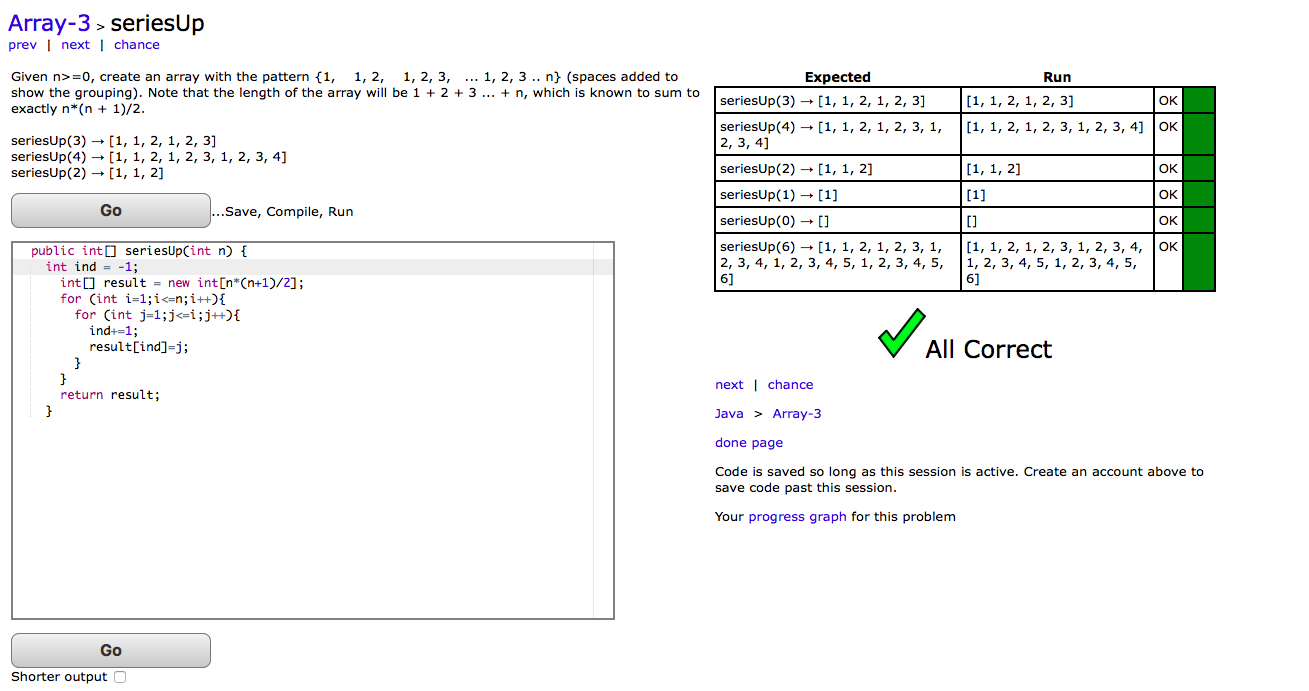 Array-3 > seriesUp
prev | next | chance
Given n>=0, create an array with the pattern {1,    1, 2,    1, 2, 3,   ... 1, 2, 3 .. n} (spaces added to
show the grouping). Note that the length of the array will be 1 + 2 + 3 ... + n, which is known to sum to
exactly n*(n + 1)/2.
seriesUp(3) → [1, 1, 2, 1, 2, 3]
seriesUp(4) → [1, 1, 2, 1, 2, 3, 1, 2, 3, 4]
seriesUp(2) → [1, 1, 2]
Go ...Save, Compile, Run
public int[] seriesUp(int n) {
  int ind = -1;
    int[] result = new int[n*(n+1)/2];
    for (int i=1;i<=n;i++){
      for (int j=1;j<=i;j++){
        ind+=1;
        result[ind]=j;
      }
    }
    return result;
  }
Go
Shorter output
Expected Run
seriesUp(3) → [1, 1, 2, 1, 2, 3] [1, 1, 2, 1, 2, 3] OK
seriesUp(4) → [1, 1, 2, 1, 2, 3, 1, [1, 1, 2, 1, 2, 3, 1, 2, 3, 4] OK
2, 3, 4]
seriesUp(2) → [1, 1, 2] [1, 1, 2] OK
seriesUp(1) → [1] [1] OK
seriesUp(0) → [] [] OK
seriesUp(6) → [1, 1, 2, 1, 2, 3, 1, [1, 1, 2, 1, 2, 3, 1, 2, 3, 4, OK
2, 3, 4, 1, 2, 3, 4, 5, 1, 2, 3, 4, 5, 1, 2, 3, 4, 5, 1, 2, 3, 4, 5,
6] 6]
All Correct
next | chance
Java > Array-3
done page
Code is saved so long as this session is active. Create an account above to
save code past this session.
Your progress graph for this problem